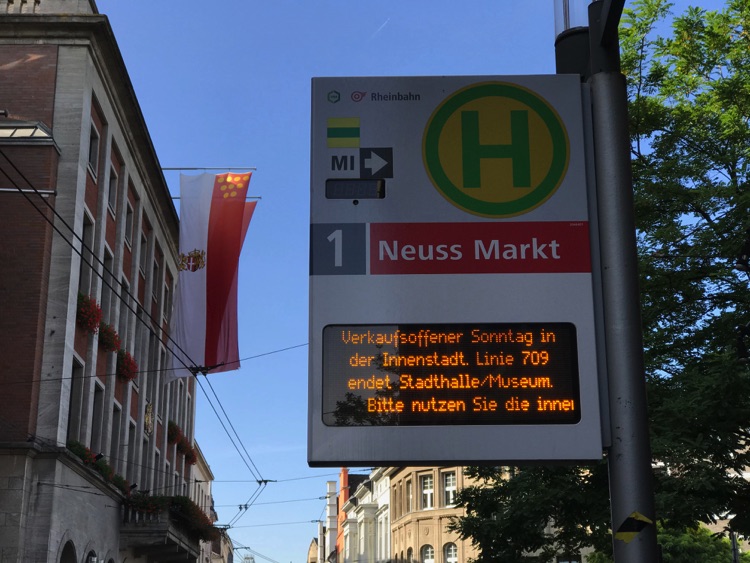 Rheinbahn
H
MI
1 Neuss Markt
Verkaufsoffener Sonntag in
der Innenstadt. Linie 709
endet Stadthalle/Museum.
Bitte nutzen Sie die inner